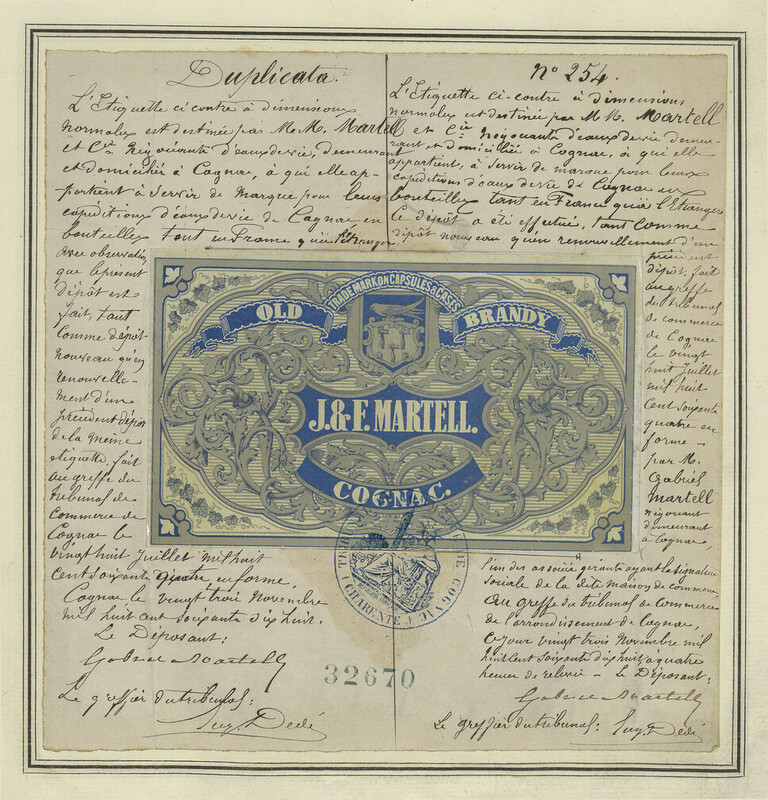 Duplicata.
L'Etiquette ci contre à dimensions
normales est destinée par M.M. Martell
et Cie Négociants d'eaux de vie, demeurant
et domiciliés à Cognac, à qui elle ap-
partient à servir de Marque pour leurs
expéditions d'eaux de vie de Cognac en
bouteilles tant en France qu'à l'étranger
avec observation
que le présent
dépôt est
fait, tant
comme dépôt
nouveau qu'en
renouvelle-
ment d'un
précédent dépôt
de la même
étiquette, fait
au greffe du
tribunal de
Commerce de
Cognac le
vingt huit Juillet mil huit
cent soixante quatre en forme
Cognac le vingt trois Novembre
mil huit cent soixante dix huit.
Le Déposant:
Gabriel Martell
Le greffier du tribunal:
Eug. Dedé
No 254.
L'Etiquette ci-contre à dimensions
normales est destinée par M M. Martell
et Cie Négociants d'eaux de vie demeu-
rant et domiciliés à Cognac, à qui elle
appartient, à servir de marque pour leurs
expéditions d'eaux de vie de Cognac en
bouteilles tant en France qu'à l'Etranger
le dépôt a été effectué, tant comme
dépôt nouveau qu'en renouvellement d'un
précédent
dépôt, fait
au greffe
du tribunal
de commerce
de Cognac
le vingt
huit Juillet
mil huit
cent soixante
quatre en
forme -
par M.
Gabriel
Martell
négociant
demeurant
à Cognac,
l'un des associés gérants ayant la signature
sociale de la dite maison de commerce,
au greffe du tribunal de commerce
de l'arrondissement de Cognac,
ce jour vingt trois Novembre mil
huit cent soixante dix huit à quatre
heures de relevée - le Déposant:
Gabriel Martell
Le greffier du tribunal: Eug. Dedé
TRADE MARK ON CAPSULES & CASES
OLD BRANDY
J. & F. MARTELL.
COGNAC.
DE COGNAC
CHARENTE
32670